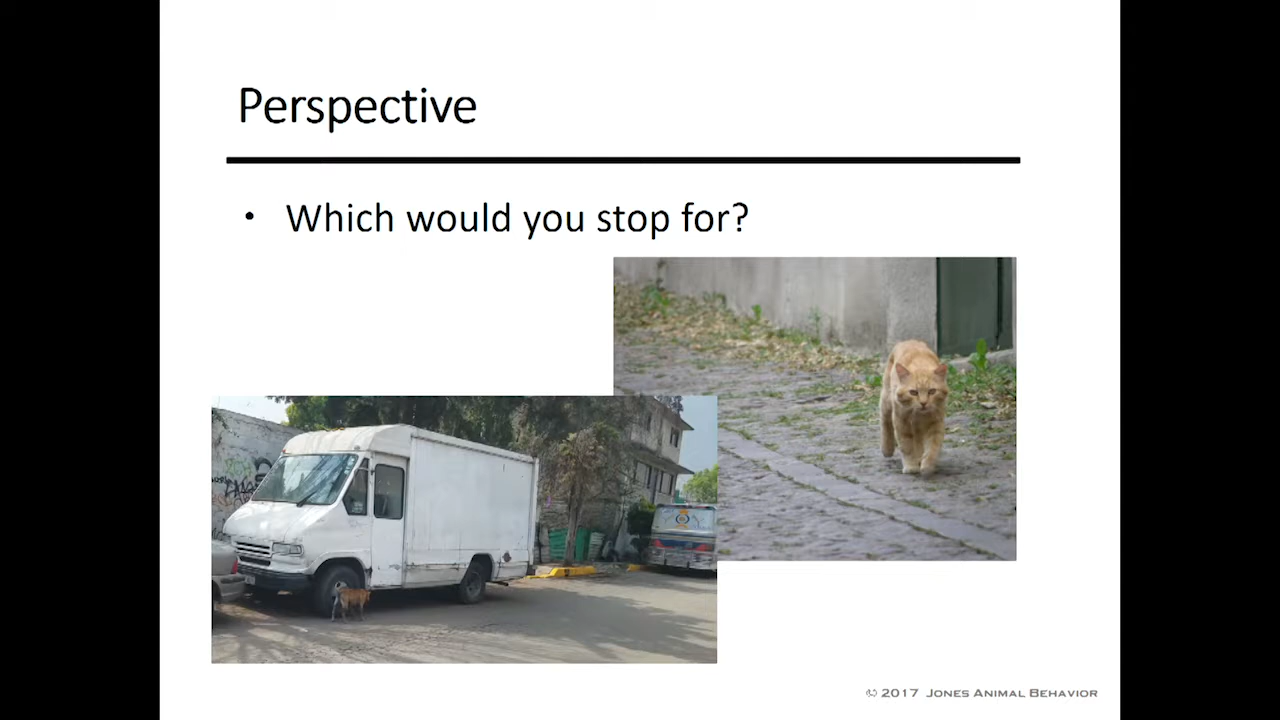 Perspective
• Which would you stop for?
© 2017 JONES ANIMAL BEHAVIOR